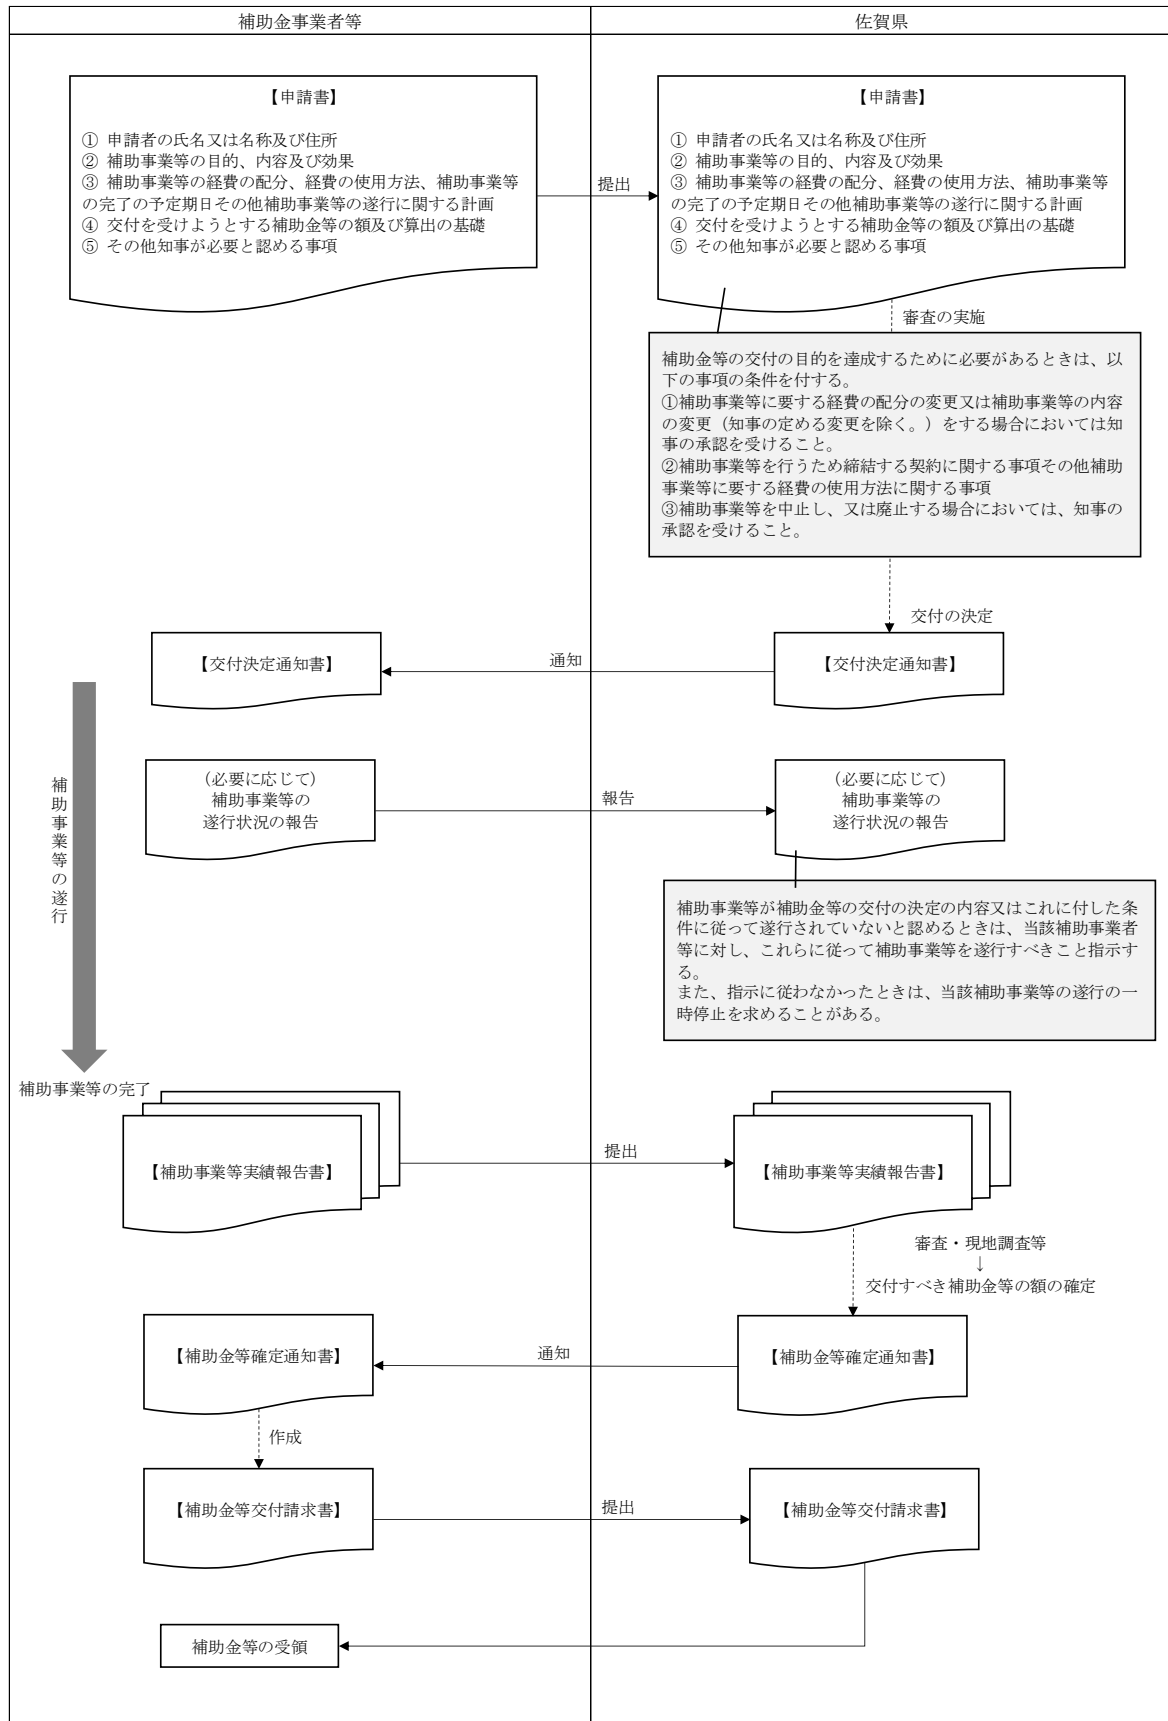 補助金事業者等
佐賀県
【申請書】
① 申請者の氏名又は名称及び住所
② 補助事業等の目的、内容及び効果
③ 補助事業等の経費の配分、経費の使用方法、補助事業等
の完了の予定期日その他補助事業等の遂行に関する計画
④ 交付を受けようとする補助金等の額及び算出の基礎
⑤ その他知事が必要と認める事項
提出
【申請書】
① 申請者の氏名又は名称及び住所
② 補助事業等の目的、内容及び効果
③ 補助事業等の経費の配分、経費の使用方法、補助事業等
の完了の予定期日その他補助事業等の遂行に関する計画
④ 交付を受けようとする補助金等の額及び算出の基礎
⑤ その他知事が必要と認める事項
審査の実施
補助金等の交付の目的を達成するために必要があるときは、以
下の事項の条件を付する。
①補助事業等に要する経費の配分の変更又は補助事業等の内容
の変更（知事の定める変更を除く。）をする場合においては知
事の承認を受けること。
②補助事業等を行うため締結する契約に関する事項その他補助
事業等に要する経費の使用方法に関する事項
③補助事業等を中止し、又は廃止する場合においては、知事の
承認を受けること。
交付の決定
【交付決定通知書】
通知
【交付決定通知書】
補助事業等の遂行
（必要に応じて）
補助事業等の
遂行状況の報告
報告
（必要に応じて）
補助事業等の
遂行状況の報告
補助事業等が補助金等の交付の決定の内容又はこれに付した条
件に従って遂行されていないと認めるときは、当該補助事業者
等に対し、これらに従って補助事業等を遂行すべきこと指示す
る。
また、指示に従わなかったときは、当該補助事業等の遂行の一
時停止を求めることがある。
補助事業等の完了
【補助事業等実績報告書】
提出
【補助事業等実績報告書】
審査・現地調査等
↓
交付すべき補助金等の額の確定
【補助金等確定通知書】
通知
【補助金等確定通知書】
作成
【補助金等交付請求書】
提出
【補助金等交付請求書】
補助金等の受領